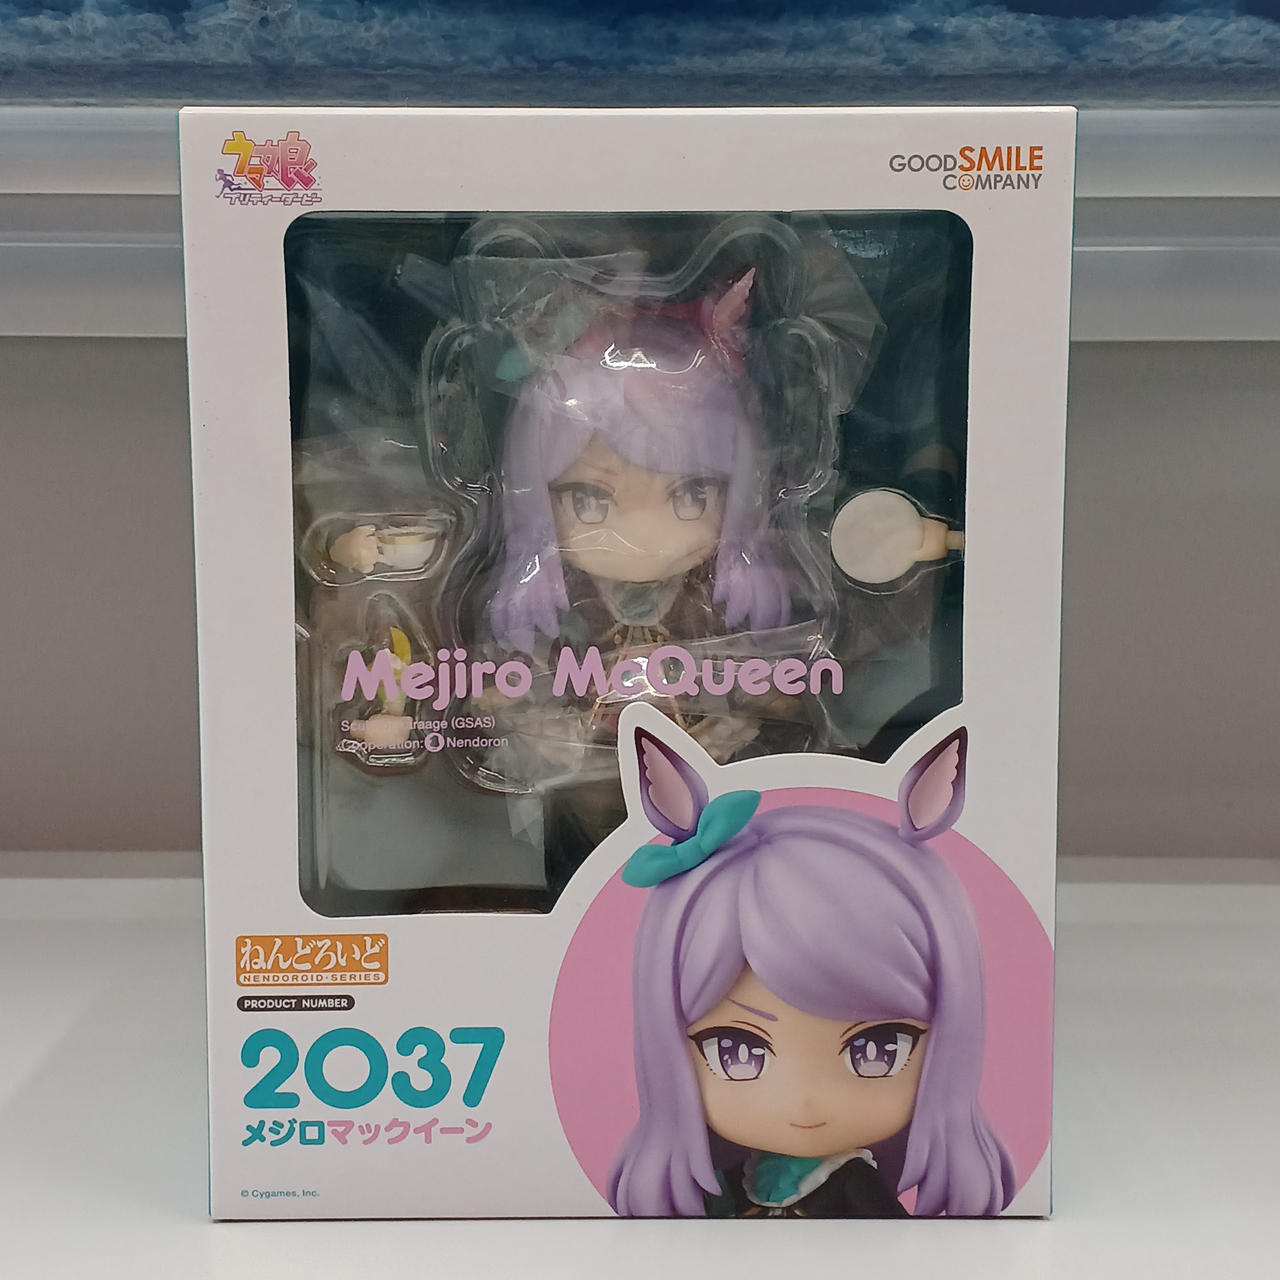 ウマ娘
プリティーダービー
GOOD SMILE
COMPANY
Mejiro McQueen
(GSAS)
Cooperation: Nendoron
ねんどろいど
NENDOROID·SERIES
PRODUCT NUMBER
2037
メジロマックイーン
© Cygames, Inc.